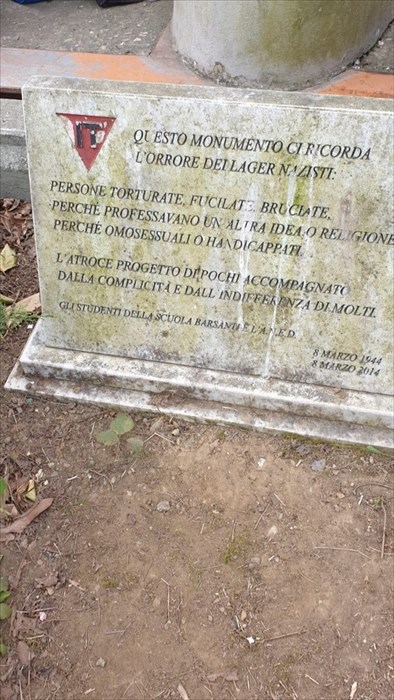 IT
QUESTO MONUMENTO CI RICORDA
L'ORRORE DEI LAGER NAZISTI:
PERSONE TORTURATE, FUCILATE, BRUCIATE,
PERCHÉ PROFESSAVANO UN'ALTRA IDEA O RELIGIONE
PERCHÈ OMOSESSUALI O HANDICAPPATI.
L'ATROCE PROGETTO DI POCHI ACCOMPAGNATO
DALLA COMPLICITÀ E DALL'INDIFFERENZA DI MOLTI.
GLI STUDENTI DELLA SCUOLA BARSANTI E L'A.N.E.D.
8 MARZO 1944
8 MARZO 2014